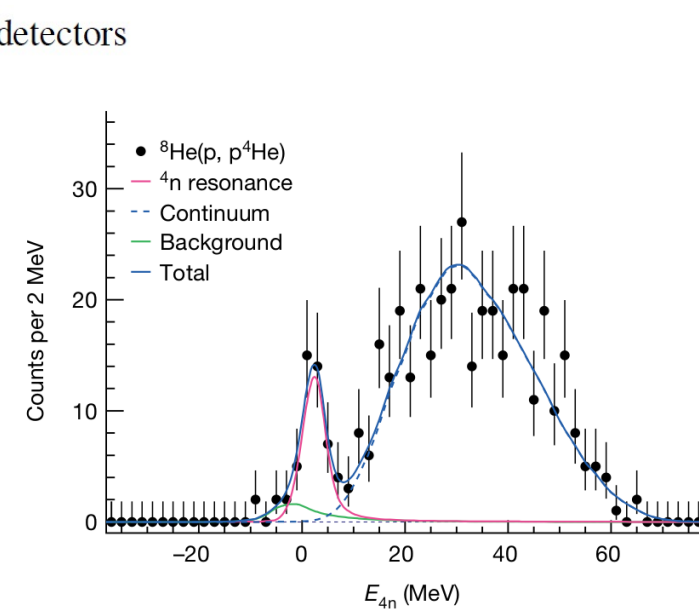 detectors
⁸He(p, p⁴He)
⁴n resonance
Continuum
Background
Total
30
20
10
0
Counts per 2 MeV
–20 0 20 40 60
E₄ₙ (MeV)